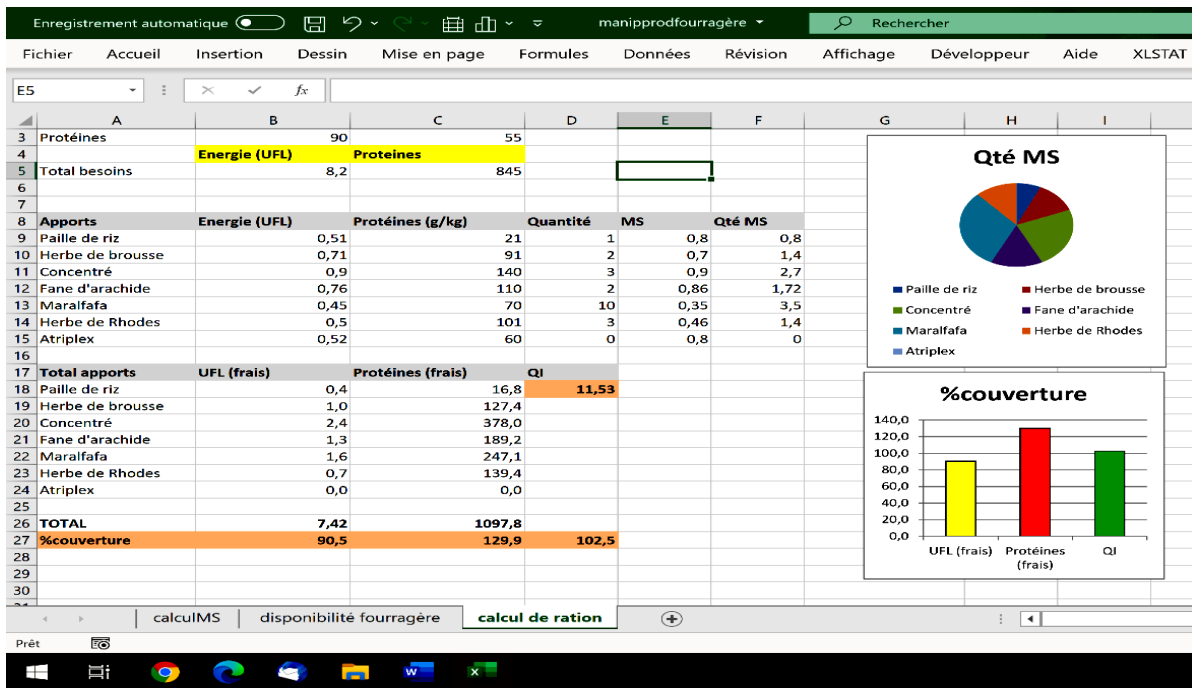 Enregistrement automatique manipprodfourragère Rechercher
Fichier Accueil Insertion Dessin Mise en page Formules Données Révision Affichage Développeur Aide XLSTAT
E5 fx
A B C D E F G H I
3 Protéines 90 55
4 Energie (UFL) Proteines
5 Total besoins 8,2 845
6
7
8 Apports Energie (UFL) Protéines (g/kg) Quantité MS Qté MS
9 Paille de riz 0,51 21 1 0,8 0,8
10 Herbe de brousse 0,71 91 2 0,7 1,4
11 Concentré 0,9 140 3 0,9 2,7
12 Fane d'arachide 0,76 110 2 0,86 1,72
13 Maralfafa 0,45 70 10 0,35 3,5
14 Herbe de Rhodes 0,5 101 3 0,46 1,4
15 Atriplex 0,52 60 0 0,8 0
16
17 Total apports UFL (frais) Protéines (frais) QI
18 Paille de riz 0,4 16,8 11,53
19 Herbe de brousse 1,0 127,4
20 Concentré 2,4 378,0
21 Fane d'arachide 1,3 189,2
22 Maralfafa 1,6 247,1
23 Herbe de Rhodes 0,7 139,4
24 Atriplex 0,0 0,0
25
26 TOTAL 7,42 1097,8
27 %couverture 90,5 129,9 102,5
28
29
30
Qté MS
Paille de riz Herbe de brousse
Concentré Fane d'arachide
Maralfafa Herbe de Rhodes
Atriplex
%couverture
140,0
120,0
100,0
80,0
60,0
40,0
20,0
0,0
UFL (frais) Protéines QI
(frais)
calculMS disponibilité fourragère calcul de ration
Prêt